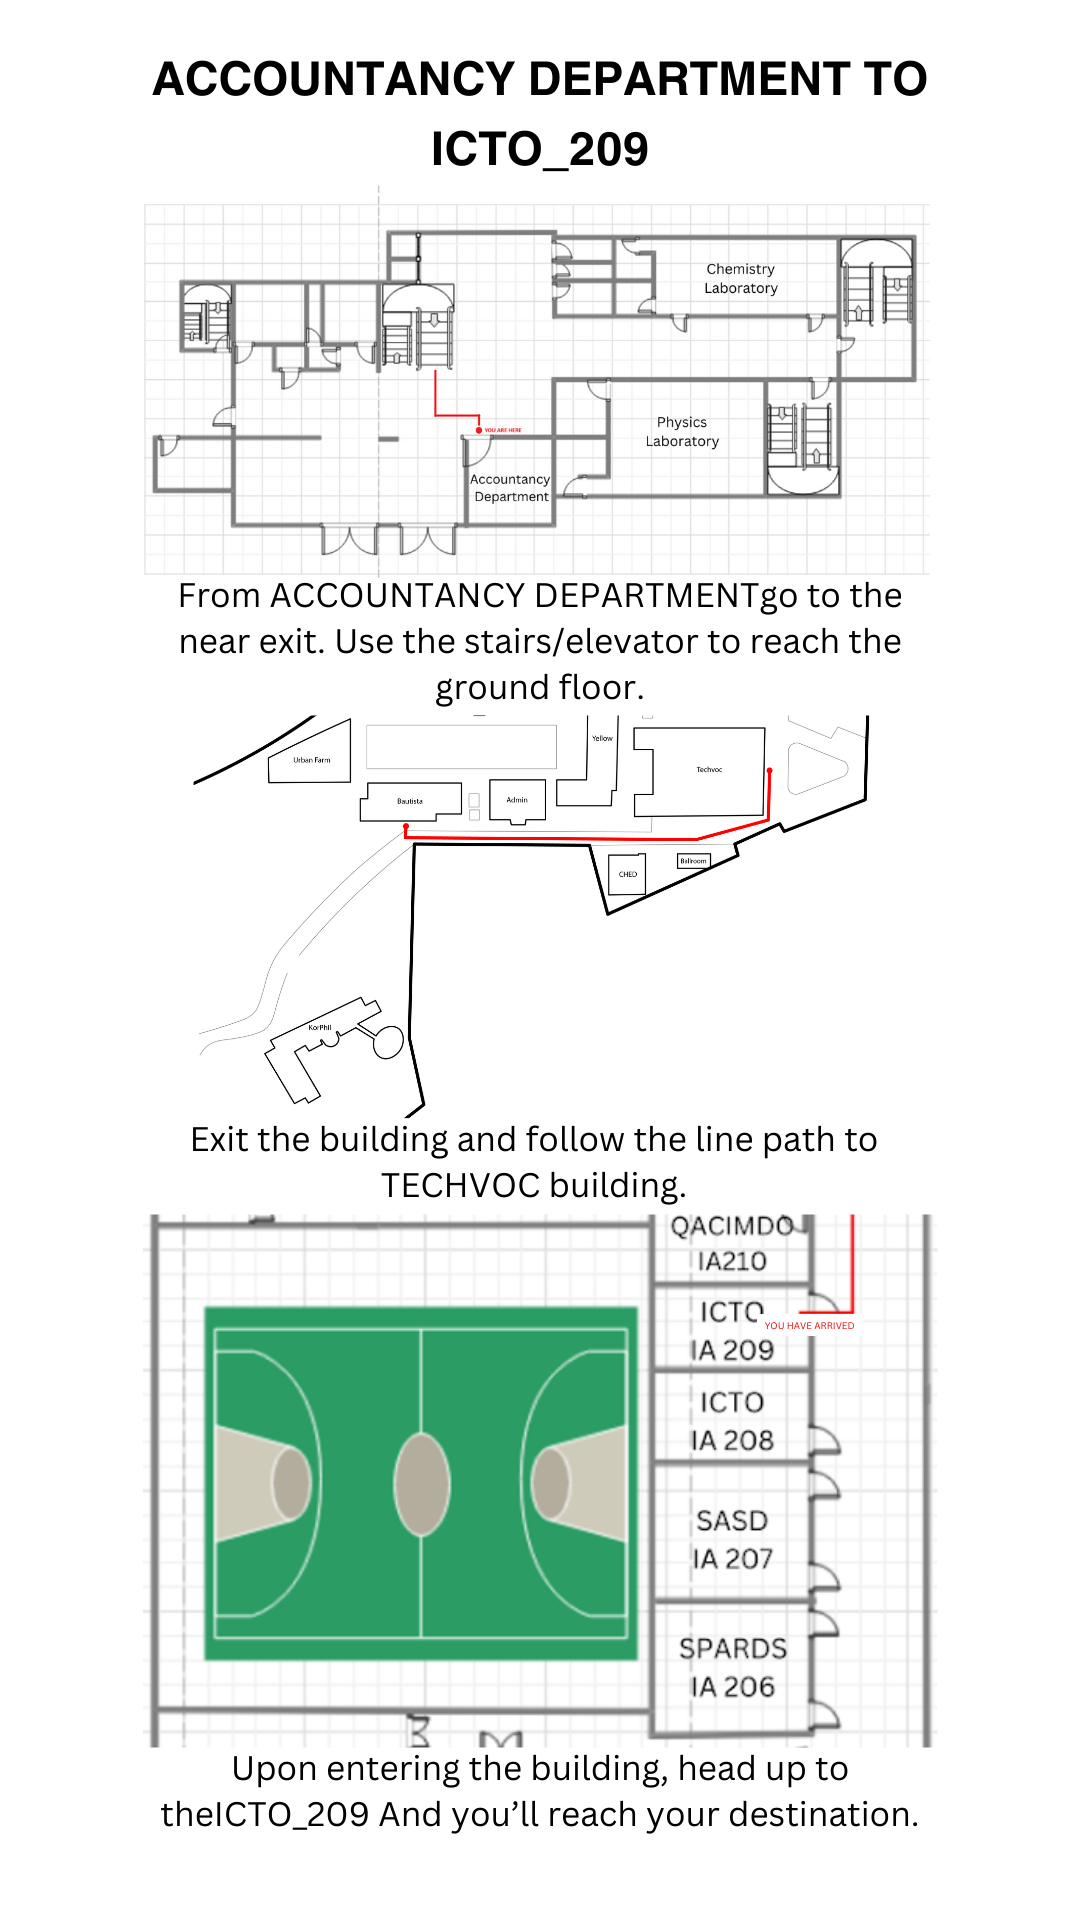 ACCOUNTANCY DEPARTMENT TO
ICTO_209
Chemistry
Laboratory
Physics
Laboratory
YOU ARE HERE
Accountancy
Department
From ACCOUNTANCY DEPARTMENTgo to the
near exit. Use the stairs/elevator to reach the
ground floor.
Urban Farm
Yellow
Techvoc
Bautista
Admin
CHED
Ballroom
KorPhil
Exit the building and follow the line path to
TECHVOC building.
QACIMDO
IA210
ICTO
YOU HAVE ARRIVED
IA 209
ICTO
IA 208
SASD
IA 207
SPARDS
IA 206
Upon entering the building, head up to
theICTO_209 And you’ll reach your destination.